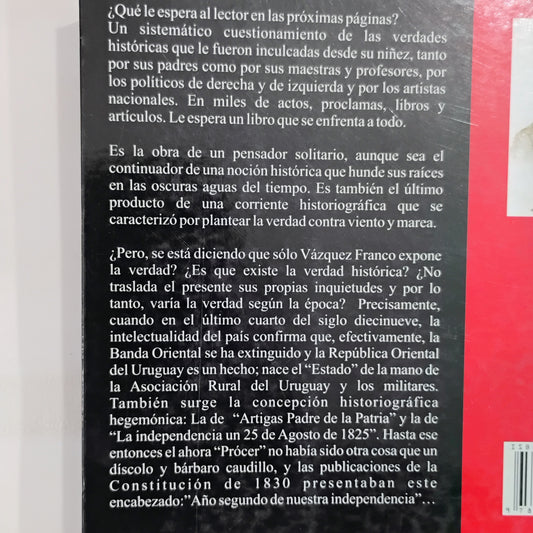 ¿Qué le espera al lector en las próximas páginas?
Un sistemático cuestionamiento de las verdades
históricas que le fueron inculcadas desde su niñez, tanto
por sus padres como por sus maestras y profesores, por
los políticos de derecha y de izquierda y por los artistas
nacionales. En miles de actos, proclamas, libros y
artículos. Le espera un libro que se enfrenta a todo.
Es la obra de un pensador solitario, aunque sea el
continuador de una noción histórica que hunde sus raíces
en las oscuras aguas del tiempo. Es también el último
producto de una corriente historiográfica que se
caracterizó por plantear la verdad contra viento y marea.
¿Pero, se está diciendo que sólo Vázquez Franco expone
la verdad? ¿Es que existe la verdad histórica? ¿No
traslada el presente sus propias inquietudes y por lo
tanto, varía la verdad según la época? Precisamente,
cuando en el último cuarto del siglo diecinueve, la
intelectualidad del país confirma que, efectivamente, la
Banda Oriental se ha extinguido y la República Oriental
del Uruguay es un hecho; nace el “Estado” de la mano de
la Asociación Rural del Uruguay y los militares.
También surge la concepción historiográfica
hegemónica: La de “Artigas Padre de la Patria” y la de
“La independencia un 25 de Agosto de 1825”. Hasta ese
entonces el ahora “Prócer” no había sido otra cosa que un
díscolo y bárbaro caudillo, y las publicaciones de la
Constitución de 1830 presentaban este
encabezado:”Año segundo de nuestra independencia”…